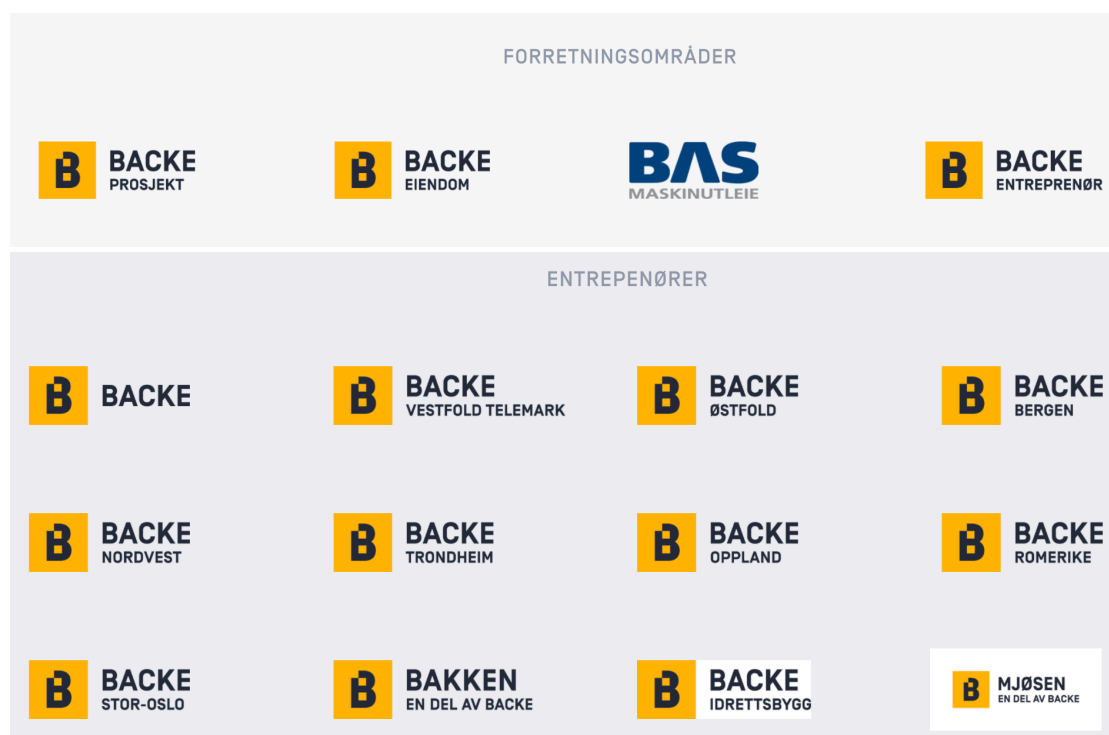 FORRETNINGSOMRÅDER
BACKE
PROSJEKT
BACKE
EIENDOM
BAS
MASKINUTLEIE
BACKE
ENTREPRENØR
ENTREPENØRER
BACKE
BACKE
VESTFOLD TELEMARK
BACKE
ØSTFOLD
BACKE
BERGEN
BACKE
NORDVEST
BACKE
TRONDHEIM
BACKE
OPPLAND
BACKE
ROMERIKE
BACKE
STOR-OSLO
BAKKEN
EN DEL AV BACKE
BACKE
IDRETTSBYGG
MJØSEN
EN DEL AV BACKE